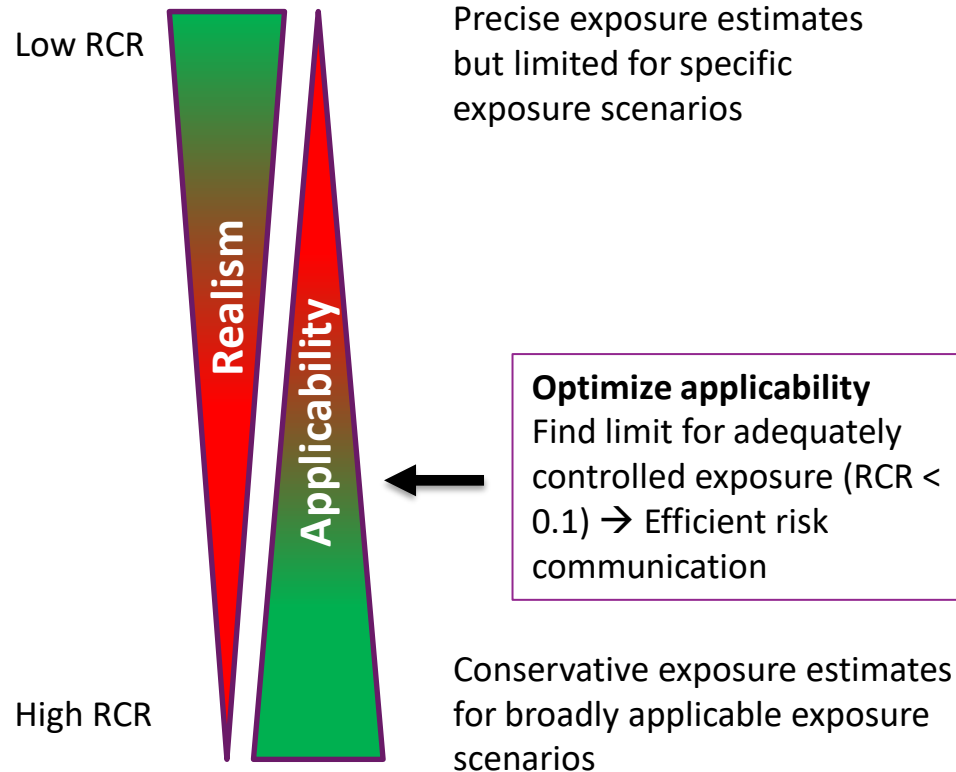 Low RCR
Precise exposure estimates
but limited for specific
exposure scenarios
Realism
Applicability
Optimize applicability
Find limit for adequately
controlled exposure (RCR <
0.1) → Efficient risk
communication
High RCR
Conservative exposure estimates
for broadly applicable exposure
scenarios